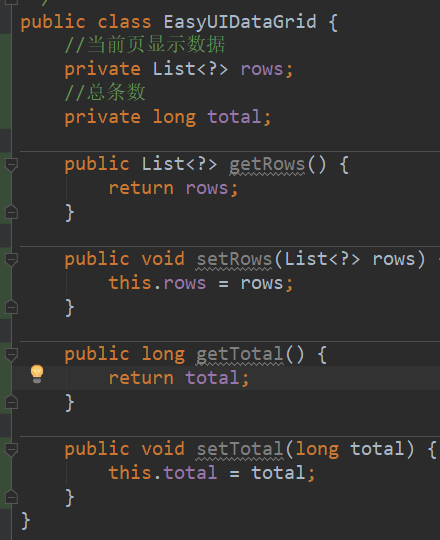 public class EasyUIDataGrid {
    //当前页显示数据
    private List<?> rows;
    //总条数
    private long total;
    public List<?> getRows() {
        return rows;
    }
    public void setRows(List<?> rows) {
        this.rows = rows;
    }
    public long getTotal() {
        return total;
    }
    public void setTotal(long total) {
        this.total = total;
    }
}